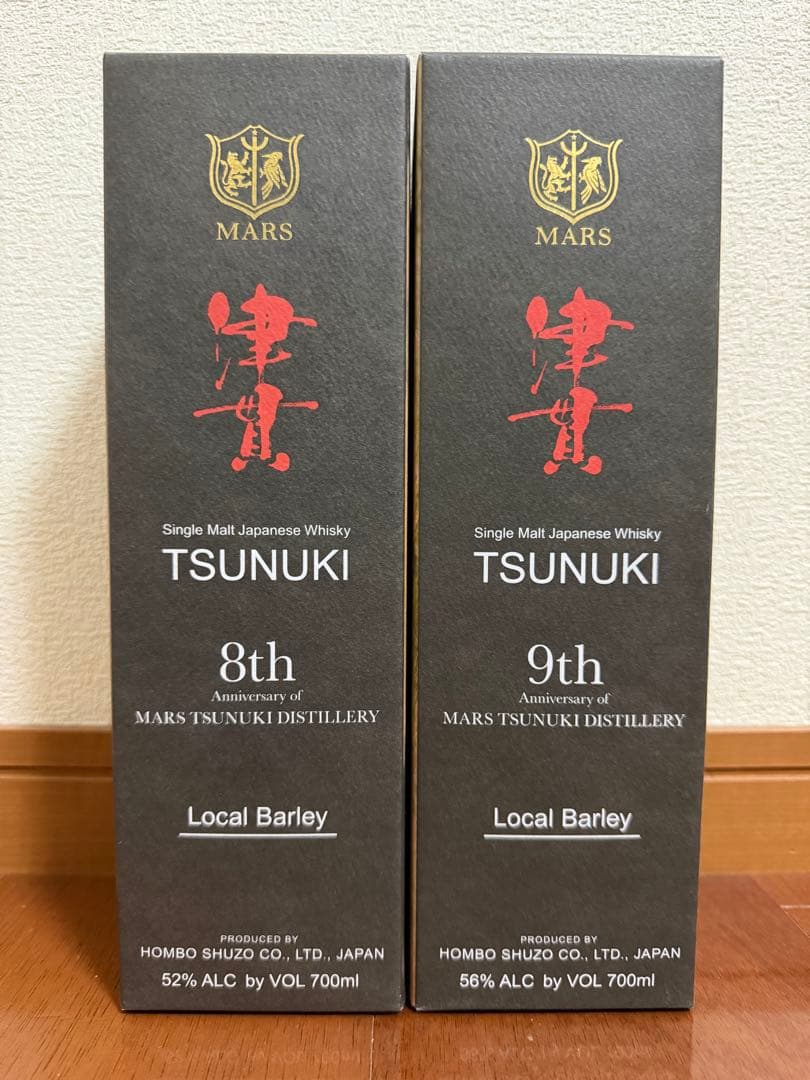 MARS
津
貫
Single Malt Japanese Whisky
TSUNUKI
8th
Anniversary of
MARS TSUNUKI DISTILLERY
Local Barley
PRODUCED BY
HOMBO SHUZO CO., LTD., JAPAN
52% ALC by VOL 700ml
MARS
津
貫
Single Malt Japanese Whisky
TSUNUKI
9th
Anniversary of
MARS TSUNUKI DISTILLERY
Local Barley
PRODUCED BY
HOMBO SHUZO CO., LTD., JAPAN
56% ALC by VOL 700ml